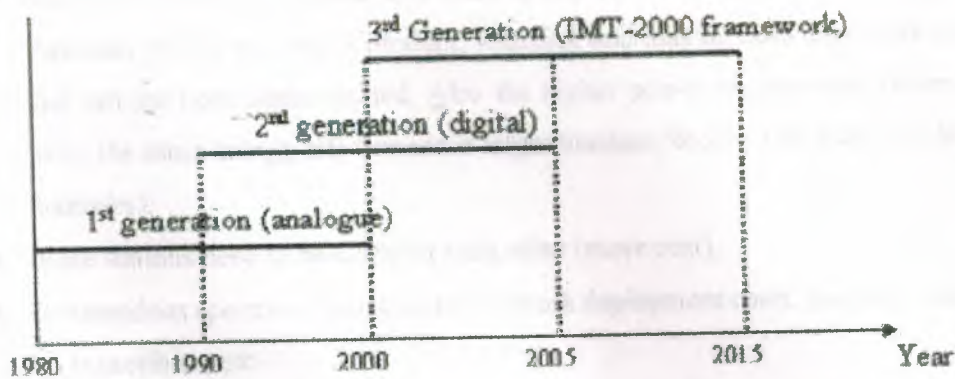 3rd Generation (IMT-2000 framework)
2nd generation (digital)
1st generation (analogue)
1980 1990 2000 2005 2015 Year